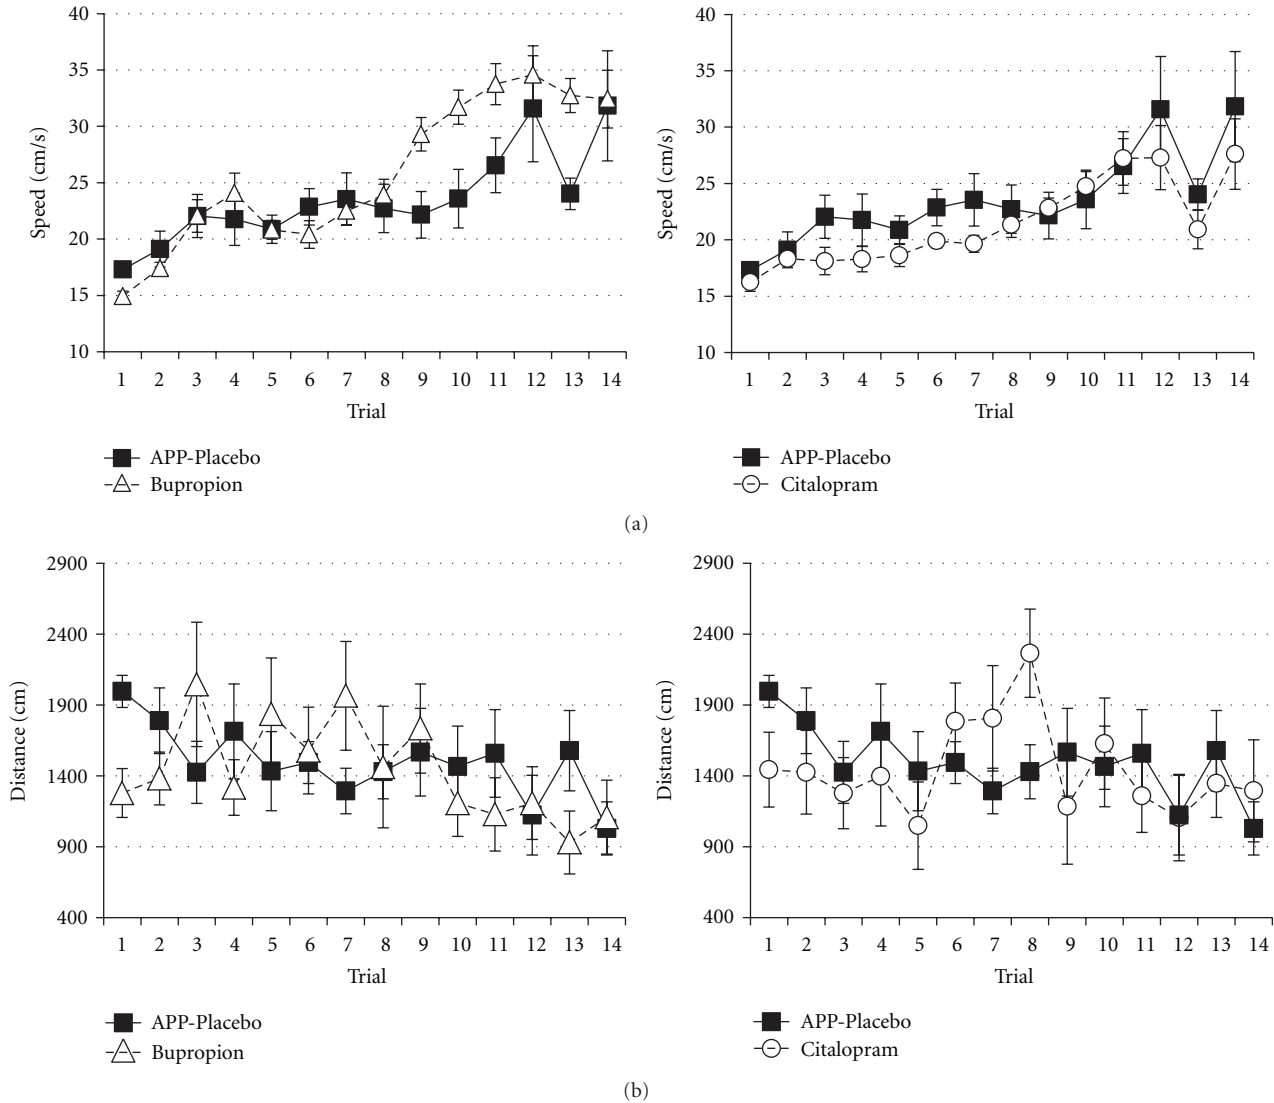 40
35
30
25
20
15
10
Speed (cm/s)
1 2 3 4 5 6 7 8 9 10 11 12 13 14
Trial
APP-Placebo
Bupropion
40
35
30
25
20
15
10
Speed (cm/s)
1 2 3 4 5 6 7 8 9 10 11 12 13 14
Trial
APP-Placebo
Citalopram
(a)
2900
2400
1900
1400
900
400
Distance (cm)
1 2 3 4 5 6 7 8 9 10 11 12 13 14
Trial
APP-Placebo
Bupropion
2900
2400
1900
1400
900
400
Distance (cm)
1 2 3 4 5 6 7 8 9 10 11 12 13 14
Trial
APP-Placebo
Citalopram
(b)